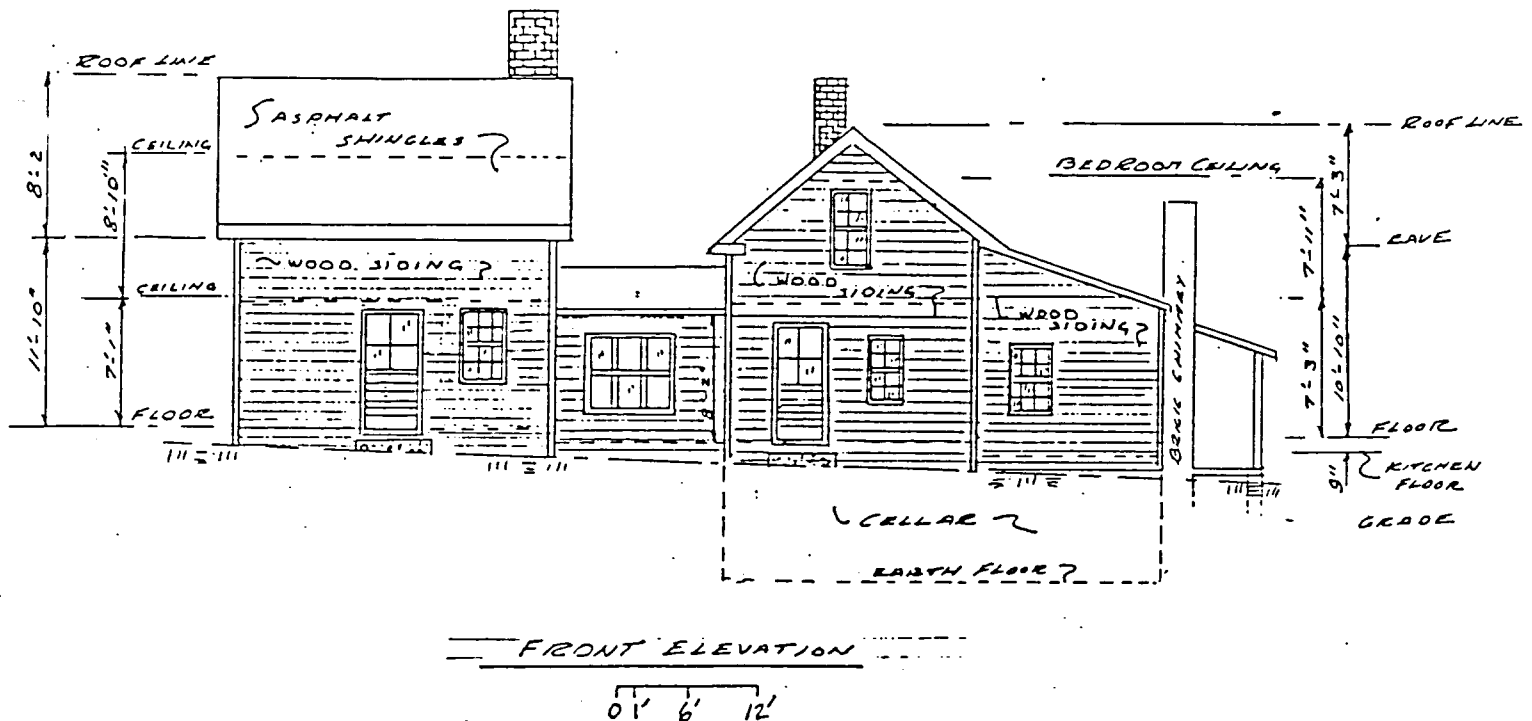 ROOF LINE
ASPHALT
SHINGLES
CEILING
8'-2
8'-10"
CEILING
11'-10"
7'-1"
FLOOR
WOOD SIDING
WOOD
SIDING
WOOD
SIDING
ROOF LINE
BEDROOM CEILING
7'-3"
7'-11"
EAVE
BRIC CHIMNEY
7'-3"
10'-10"
FLOOR
KITCHEN
FLOOR
9"
GRADE
CELLAR
EARTH FLOOR
FRONT ELEVATION
0 1' 6' 12'